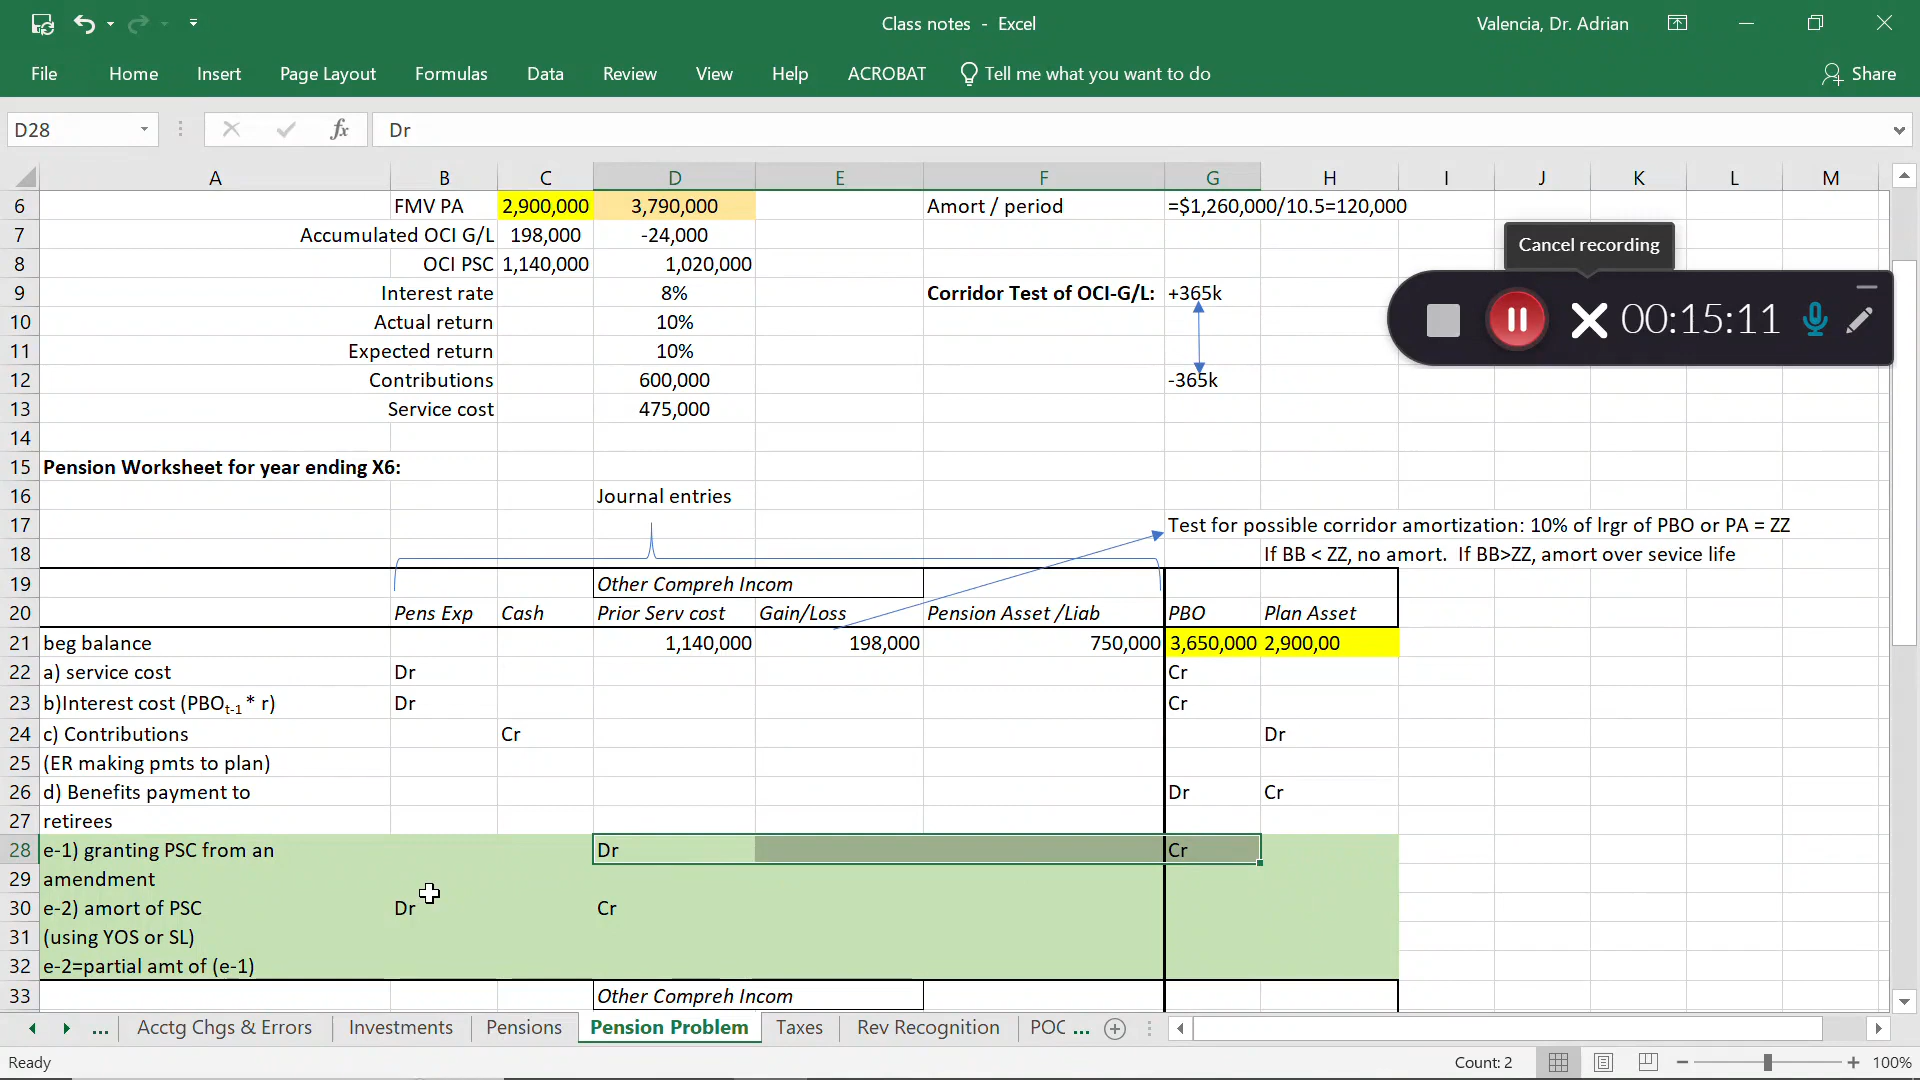 Class notes - Excel
Valencia, Dr. Adrian
File Home Insert Page Layout Formulas Data Review View Help ACROBAT Tell me what you want to do Share
D28 fx Dr
A B C D E F G H I J K L M
6 FMV PA 2,900,000 3,790,000 Amort / period =$1,260,000/10.5=120,000
7 Accumulated OCI G/L 198,000 -24,000
Cancel recording
8 OCI PSC 1,140,000 1,020,000
9 Interest rate 8% Corridor Test of OCI-G/L: +365k
10 Actual return 10%
00:15:11
11 Expected return 10%
12 Contributions 600,000 -365k
13 Service cost 475,000
14
15 Pension Worksheet for year ending X6:
16 Journal entries
17 Test for possible corridor amortization: 10% of lrgr of PBO or PA = ZZ
18 If BB < ZZ, no amort. If BB>ZZ, amort over sevice life
19 Other Compreh Incom
20 Pens Exp Cash Prior Serv cost Gain/Loss Pension Asset /Liab PBO Plan Asset
21 beg balance 1,140,000 198,000 750,000 3,650,000 2,900,00
22 a) service cost Dr Cr
23 b)Interest cost (PBOt-1 * r) Dr Cr
24 c) Contributions Cr Dr
25 (ER making pmts to plan)
26 d) Benefits payment to Dr Cr
27 retirees
28 e-1) granting PSC from an Dr Cr
29 amendment
30 e-2) amort of PSC Dr Cr
31 (using YOS or SL)
32 e-2=partial amt of (e-1)
33 Other Compreh Incom
... Acctg Chgs & Errors Investments Pensions Pension Problem Taxes Rev Recognition POC ...
Ready Count: 2 100%